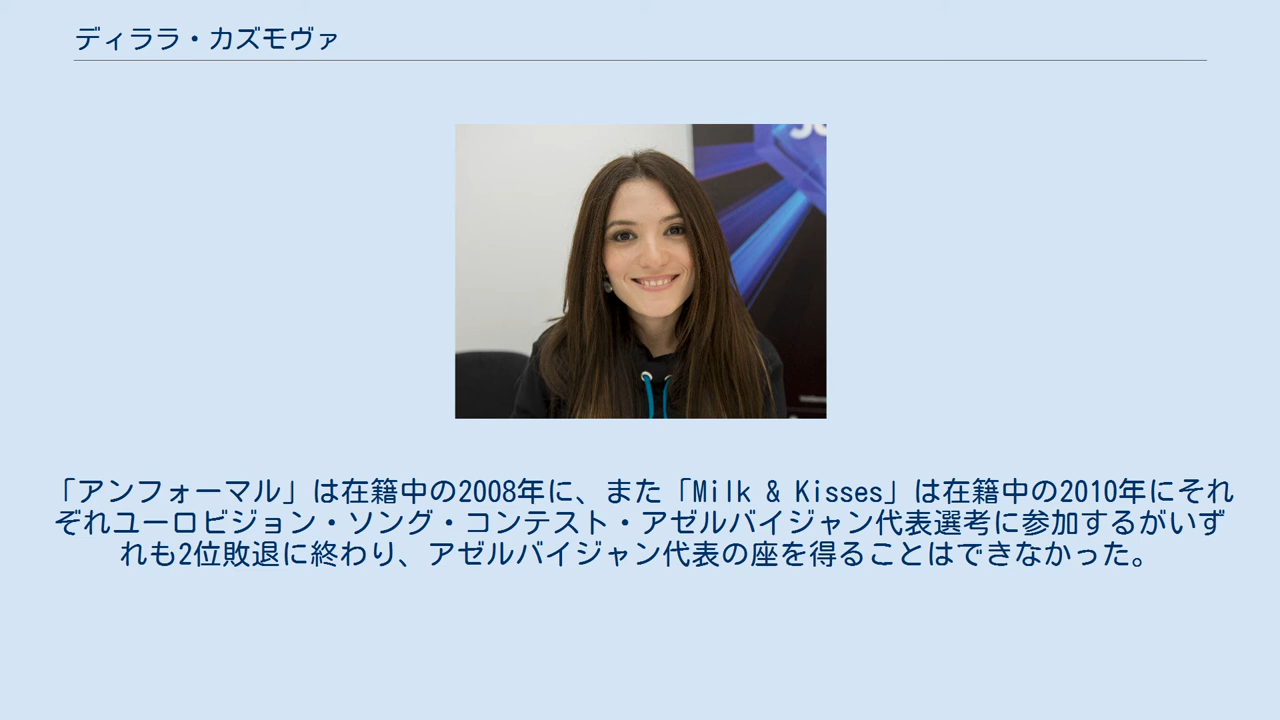 ディララ・カズモヴァ
「アンフォーマル」は在籍中の2008年に、また「Milk & Kisses」は在籍中の2010年にそれ
ぞれユーロビジョン・ソング・コンテスト・アゼルバイジャン代表選考に参加するがいず
れも2位敗退に終わり、アゼルバイジャン代表の座を得ることはできなかった。